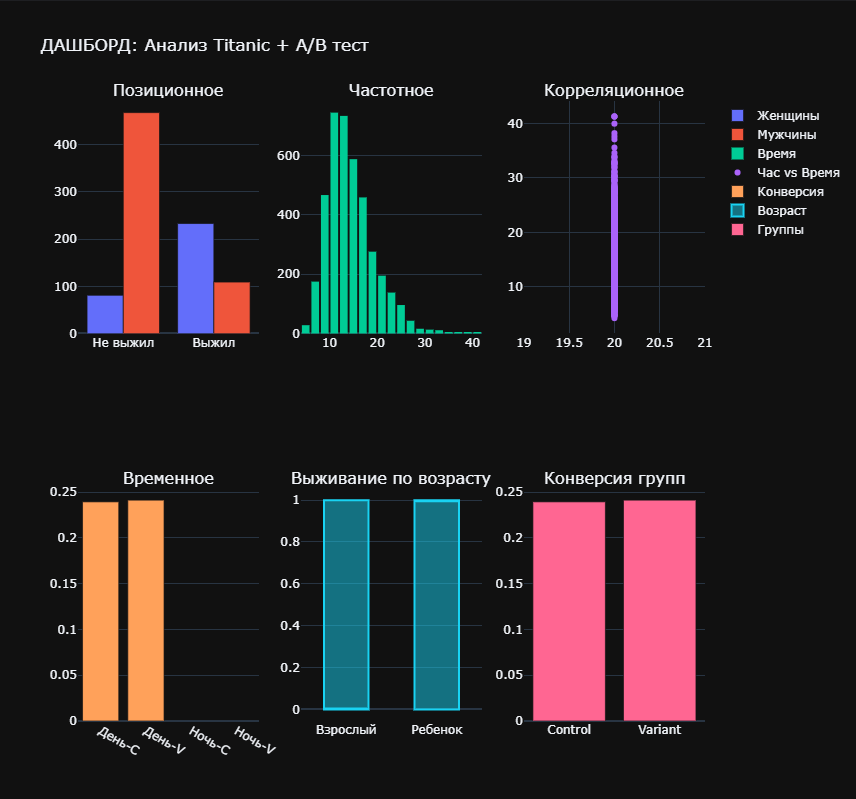 ДАШБОРД: Анализ Titanic + A/B тест
Позиционное
400
300
200
100
0
Не выжил
Выжил
Частотное
600
400
200
0
10
20
30
40
Корреляционное
40
30
20
10
19
19.5
20
20.5
21
Женщины
Мужчины
Время
Час vs Время
Конверсия
Возраст
Группы
Временное
0.25
0.2
0.15
0.1
0.05
0
День-C
День-V
Ночь-C
Ночь-V
Выживание по возрасту
1
0.8
0.6
0.4
0.2
0
Взрослый
Ребенок
Конверсия групп
0.25
0.2
0.15
0.1
0.05
0
Control
Variant